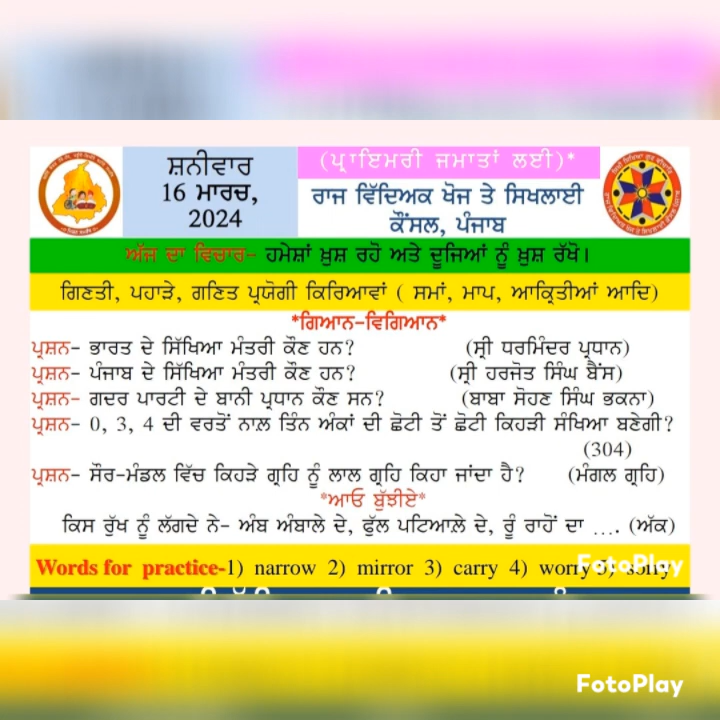 ਸ਼ਨੀਵਾਰ
16 ਮਾਰਚ,
2024
(ਪ੍ਰਾਇਮਰੀ ਜਮਾਤਾਂ ਲਈ)*
ਰਾਜ ਵਿੱਦਿਅਕ ਖੋਜ ਤੇ ਸਿਖਲਾਈ
ਕੌਂਸਲ, ਪੰਜਾਬ
ਅੱਜ ਦਾ ਵਿਚਾਰ- ਹਮੇਸ਼ਾਂ ਖ਼ੁਸ਼ ਰਹੋ ਅਤੇ ਦੂਜਿਆਂ ਨੂੰ ਖ਼ੁਸ਼ ਰੱਖੋ।
ਗਿਣਤੀ, ਪਹਾੜੇ, ਗਣਿਤ ਪ੍ਰਯੋਗੀ ਕਿਰਿਆਵਾਂ ( ਸਮਾਂ, ਮਾਪ, ਆਕ੍ਰਿਤੀਆਂ ਆਦਿ)
*ਗਿਆਨ-ਵਿਗਿਆਨ*
ਪ੍ਰਸ਼ਨ- ਭਾਰਤ ਦੇ ਸਿੱਖਿਆ ਮੰਤਰੀ ਕੌਣ ਹਨ? (ਸ੍ਰੀ ਧਰਮਿੰਦਰ ਪ੍ਰਧਾਨ)
ਪ੍ਰਸ਼ਨ- ਪੰਜਾਬ ਦੇ ਸਿੱਖਿਆ ਮੰਤਰੀ ਕੌਣ ਹਨ? (ਸ੍ਰੀ ਹਰਜੋਤ ਸਿੰਘ ਬੈਂਸ)
ਪ੍ਰਸ਼ਨ- ਗਦਰ ਪਾਰਟੀ ਦੇ ਬਾਨੀ ਪ੍ਰਧਾਨ ਕੌਣ ਸਨ? (ਬਾਬਾ ਸੋਹਣ ਸਿੰਘ ਭਕਨਾ)
ਪ੍ਰਸ਼ਨ- 0, 3, 4 ਦੀ ਵਰਤੋਂ ਨਾਲ਼ ਤਿੰਨ ਅੰਕਾਂ ਦੀ ਛੋਟੀ ਤੋਂ ਛੋਟੀ ਕਿਹੜੀ ਸੰਖਿਆ ਬਣੇਗੀ?
(304)
ਪ੍ਰਸ਼ਨ- ਸੌਰ-ਮੰਡਲ ਵਿੱਚ ਕਿਹੜੇ ਗ੍ਰਹਿ ਨੂੰ ਲਾਲ ਗ੍ਰਹਿ ਕਿਹਾ ਜਾਂਦਾ ਹੈ? (ਮੰਗਲ ਗ੍ਰਹਿ)
*ਆਓ ਬੁੱਝੀਏ*
ਕਿਸ ਰੁੱਖ ਨੂੰ ਲੱਗਦੇ ਨੇ- ਅੰਬ ਅੰਬਾਲੇ ਦੇ, ਫੁੱਲ ਪਟਿਆਲ਼ੇ ਦੇ, ਰੂੰ ਰਾਹੋਂ ਦਾ .... (ਅੱਕ)
Words for practice-1) narrow 2) mirror 3) carry 4) worry 5) sorry
FotoPlay
FotoPlay